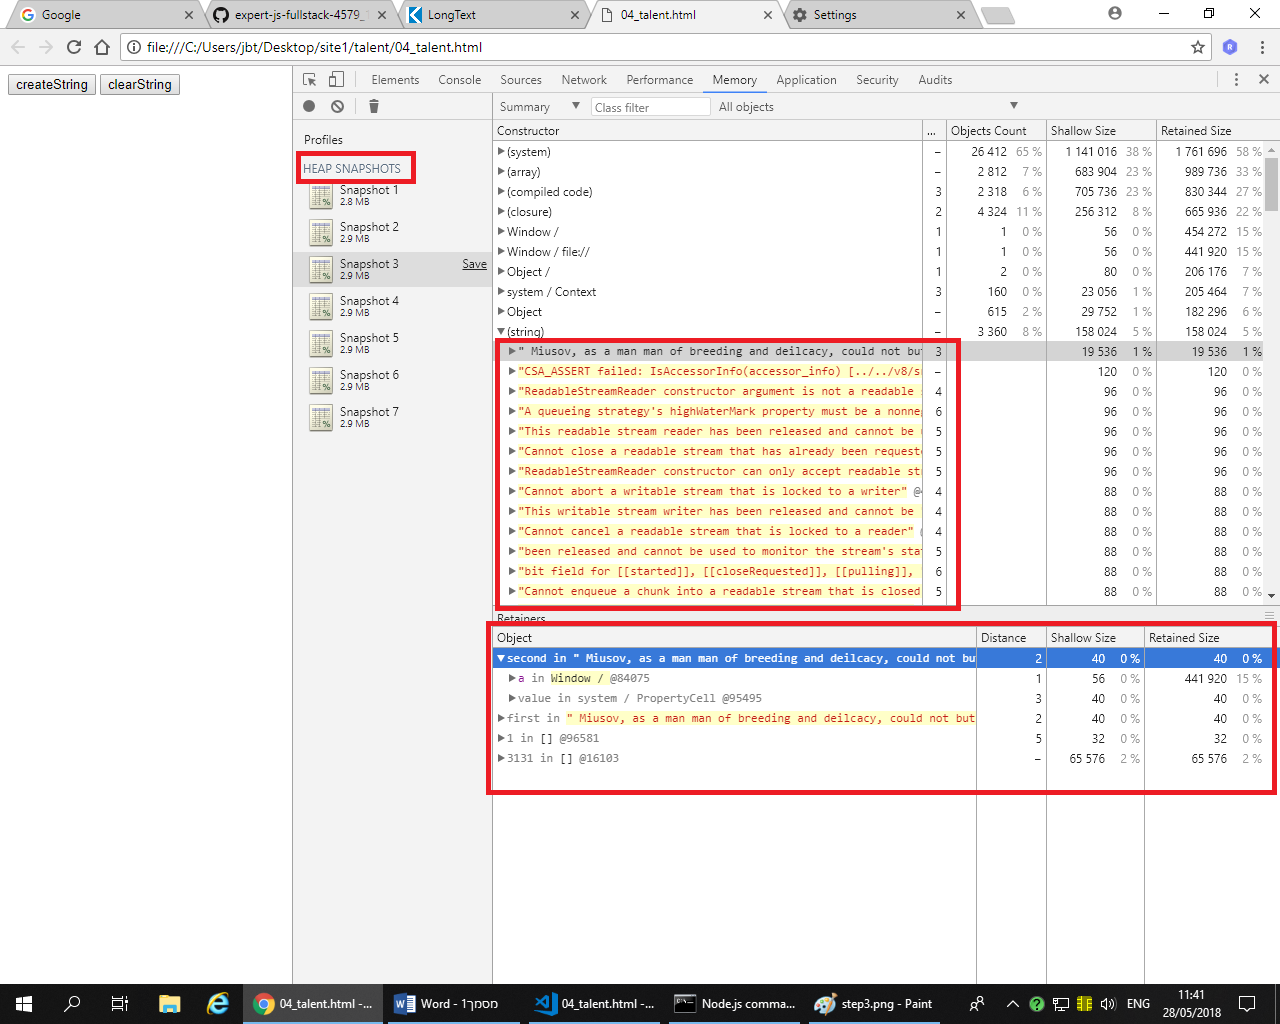 Google
expert-js-fullstack-4579_
LongText
04_talent.html
Settings
file:///C:/Users/jbt/Desktop/site1/talent/04_talent.html
createString clearString
Elements Console Sources Network Performance Memory Application Security Audits
Summary Class filter All objects
Profiles
HEAP SNAPSHOTS
Snapshot 1
2.8 MB
Snapshot 2
2.9 MB
Snapshot 3 Save
2.9 MB
Snapshot 4
2.9 MB
Snapshot 5
2.9 MB
Snapshot 6
2.9 MB
Snapshot 7
2.9 MB
Constructor ... Objects Count Shallow Size Retained Size
(system) – 26 412 65 % 1 141 016 38 % 1 761 696 58 %
(array) – 2 812 7 % 683 904 23 % 989 736 33 %
(compiled code) 3 2 318 6 % 705 736 23 % 830 344 27 %
(closure) 2 4 324 11 % 256 312 8 % 665 936 22 %
Window / 1 1 0 % 56 0 % 454 272 15 %
Window / file:// 1 1 0 % 56 0 % 441 920 15 %
Object / 1 2 0 % 80 0 % 206 176 7 %
system / Context 3 160 0 % 23 056 1 % 205 464 7 %
Object – 615 2 % 29 752 1 % 182 296 6 %
(string) – 3 360 8 % 158 024 5 % 158 024 5 %
" Miusov, as a man man of breeding and deilcacy, could not bu 3 19 536 1 % 19 536 1 %
"CSA_ASSERT failed: IsAccessorInfo(accessor_info) [../../v8/s – 120 0 % 120 0 %
"ReadableStreamReader constructor argument is not a readable 4 96 0 % 96 0 %
"A queueing strategy's highWaterMark property must be a nonne 6 96 0 % 96 0 %
"This readable stream reader has been released and cannot be 5 96 0 % 96 0 %
"Cannot close a readable stream that has already been request 5 96 0 % 96 0 %
"ReadableStreamReader constructor can only accept readable st 5 96 0 % 96 0 %
"Cannot abort a writable stream that is locked to a writer" @ 4 88 0 % 88 0 %
"This writable stream writer has been released and cannot be 4 88 0 % 88 0 %
"Cannot cancel a readable stream that is locked to a reader" 4 88 0 % 88 0 %
"been released and cannot be used to monitor the stream's sta 5 88 0 % 88 0 %
"bit field for [[started]], [[closeRequested]], [[pulling]], 6 88 0 % 88 0 %
"Cannot enqueue a chunk into a readable stream that is closed 5 88 0 % 88 0 %
Retainers
Object Distance Shallow Size Retained Size
second in " Miusov, as a man man of breeding and deilcacy, could not bu 2 40 0 % 40 0 %
a in Window / @84075 1 56 0 % 441 920 15 %
value in system / PropertyCell @95495 3 40 0 % 40 0 %
first in " Miusov, as a man man of breeding and deilcacy, could not but 2 40 0 % 40 0 %
1 in [] @96581 5 32 0 % 32 0 %
3131 in [] @16103 – 65 576 2 % 65 576 2 %
04_talent.html -...
Word - מסמך1
04_talent.html -...
Node.js comma...
step3.png - Paint
ENG
11:41
28/05/2018